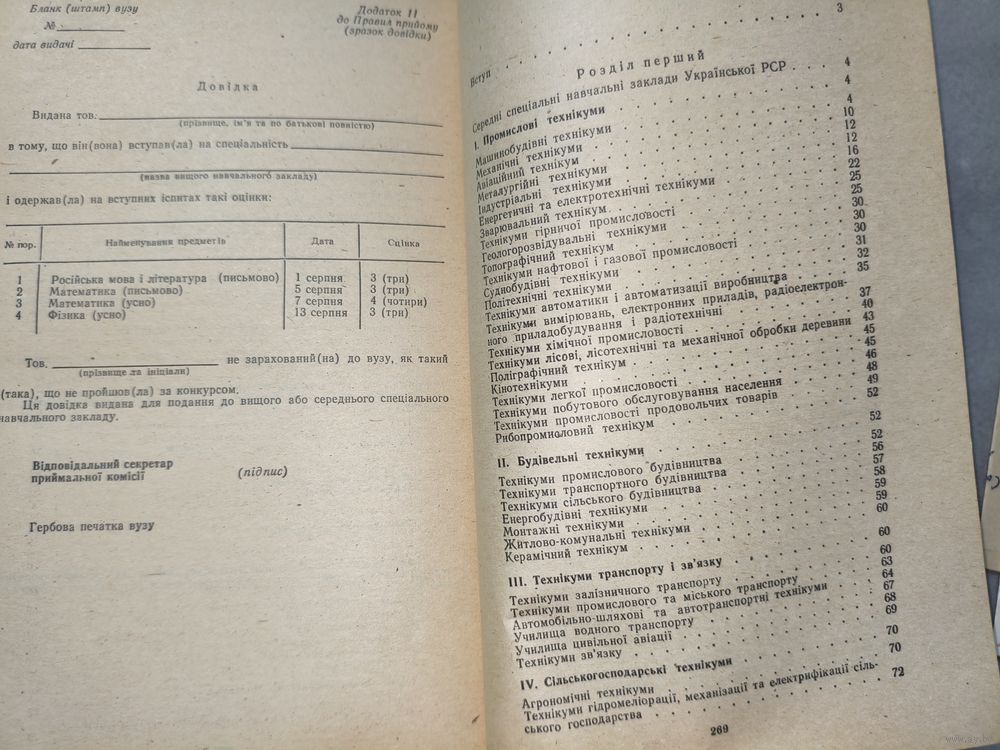 Бланк (штамп) вузу
№
дата видачі
Додаток 11
до Правил прийому
(зразок довідки)
Довідка
Видана тов.
(прізвище, ім'я та по батькові повністю)
в тому, що він(вона) вступав(ла) на спеціальність
(назва вищого навчального закладу)
і одержав(ла) на вступних іспитах такі оцінки:
№ пор. Найменування предметів Дата Оцінка
1 Російська мова і література (письмово) 1 серпня 3 (три)
2 Математика (письмово) 5 серпня 3 (три)
3 Математика (усно) 7 серпня 4 (чотири)
4 Фізика (усно) 13 серпня 3 (три)
Тов. не зарахований(на) до вузу, як такий
(прізвище та ініціали)
(така), що не пройшов(ла) за конкурсом.
Ця довідка видана для подання до вищого або середнього спеціального
навчального закладу.
Відповідальний секретар
приймальної комісії
(підпис)
Гербова печатка вузу
Вступ . . . 3
Розділ перший
Середні спеціальні навчальні заклади Української РСР . . . 4
I. Промислові технікуми . . . 4
Машинобудівні технікуми . . . 4
Механічні технікуми . . . 10
Авіаційний технікум . . . 12
Металургійні технікуми . . . 12
Індустріальні технікуми . . . 16
Енергетичні та електротехнічні технікуми . . . 22
Зварювальний технікум . . . 25
Технікуми гірничої промисловості . . . 25
Геологорозвідувальні технікуми . . . 30
Топографічний технікум . . . 30
Технікуми нафтової і газової промисловості . . . 30
Суднобудівні технікуми . . . 31
Політехнічні технікуми . . . 32
Технікуми автоматики і автоматизації виробництва . . . 35
Технікуми вимірювань, електронних приладів, радіоелектрон-
ного приладобудування і радіотехнічні . . . 37
Технікуми хімічної промисловості . . . 40
Технікуми лісові, лісотехнічні та механічної обробки деревини 43
Поліграфічний технікум . . . 45
Кінотехнікуми . . . 45
Технікуми легкої промисловості . . . 46
Технікуми побутового обслуговування населення . . . 48
Технікуми промисловості продовольчих товарів . . . 49
Рибопромисловий технікум . . . 52
II. Будівельні технікуми . . . 52
Технікуми промислового будівництва . . . 52
Технікуми транспортного будівництва . . . 56
Технікуми сільського будівництва . . . 57
Енергобудівні технікуми . . . 58
Монтажні технікуми . . . 59
Житлово-комунальні технікуми . . . 59
Керамічний технікум . . . 60
III. Технікуми транспорту і зв'язку . . . 60
Технікуми залізничного транспорту . . . 60
Технікуми промислового та міського транспорту . . . 63
Автомобільно-шляхові та автотранспортні технікуми . . . 64
Училища водного транспорту . . . 67
Училища цивільної авіації . . . 68
Технікуми зв'язку . . . 69
IV. Сільськогосподарські технікуми . . . 70
Агрономічні технікуми . . . 70
Технікуми гідромеліорації, механізації та електрифікації сіль-
ського господарства . . . 72
269